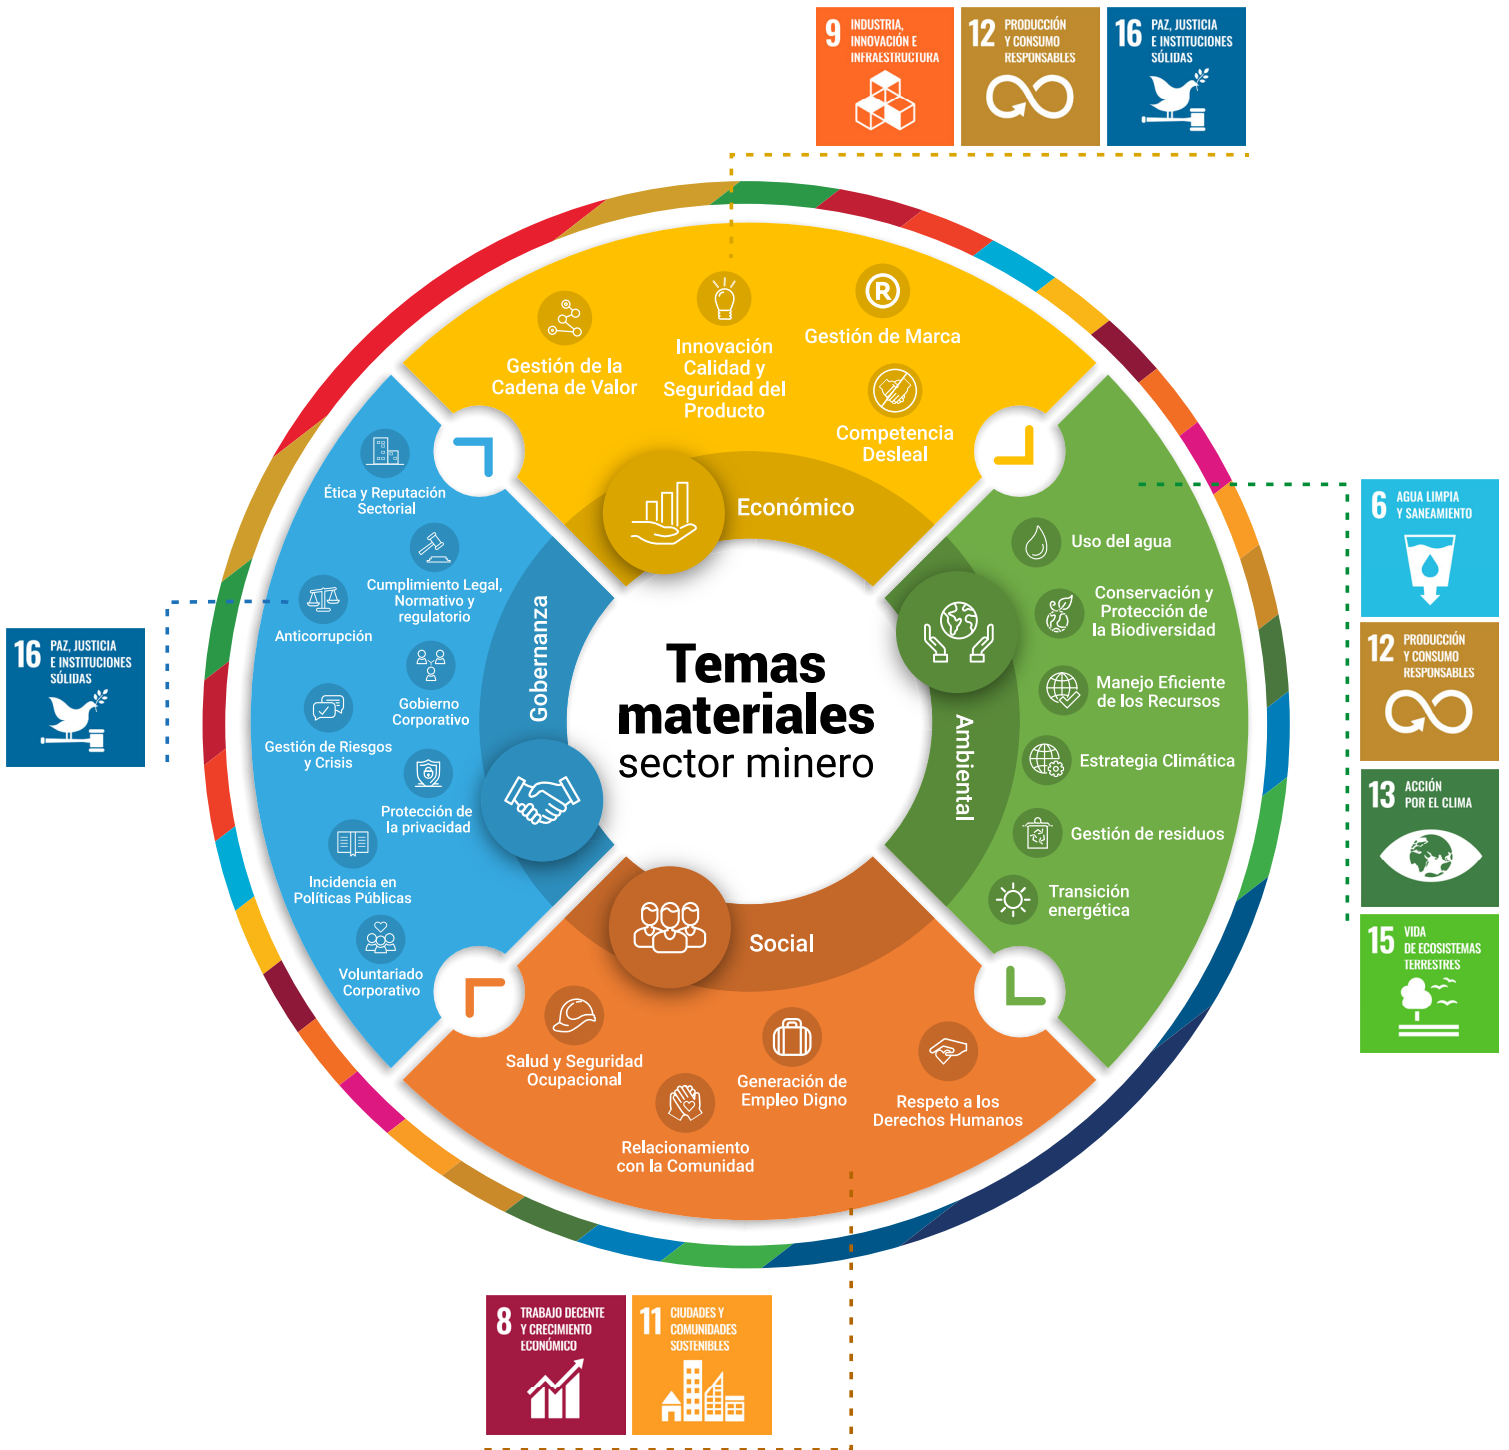 9 INDUSTRIA,
INNOVACIÓN E
INFRAESTRUCTURA
12 PRODUCCIÓN
Y CONSUMO
RESPONSABLES
16 PAZ, JUSTICIA
E INSTITUCIONES
SÓLIDAS
Gestión de la
Cadena de Valor
Innovación
Calidad y
Seguridad del
Producto
R
Gestión de Marca
Competencia
Desleal
Económico
Ética y Reputación
Sectorial
Cumplimiento Legal,
Normativo y
regulatorio
Anticorrupción
Gobierno
Corporativo
Gestión de Riesgos
y Crisis
Protección de
la privacidad
Incidencia en
Políticas Públicas
Voluntariado
Corporativo
Gobernanza
16 PAZ, JUSTICIA
E INSTITUCIONES
SÓLIDAS
Temas
materiales
sector minero
Ambiental
Uso del agua
Conservación y
Protección de
la Biodiversidad
Manejo Eficiente
de los Recursos
Estrategia Climática
Gestión de residuos
Transición
energética
6 AGUA LIMPIA
Y SANEAMIENTO
12 PRODUCCIÓN
Y CONSUMO
RESPONSABLES
13 ACCIÓN
POR EL CLIMA
15 VIDA
DE ECOSISTEMAS
TERRESTRES
Social
Salud y Seguridad
Ocupacional
Relacionamiento
con la Comunidad
Generación de
Empleo Digno
Respeto a los
Derechos Humanos
8 TRABAJO DECENTE
Y CRECIMIENTO
ECONÓMICO
11 CIUDADES Y
COMUNIDADES
SOSTENIBLES